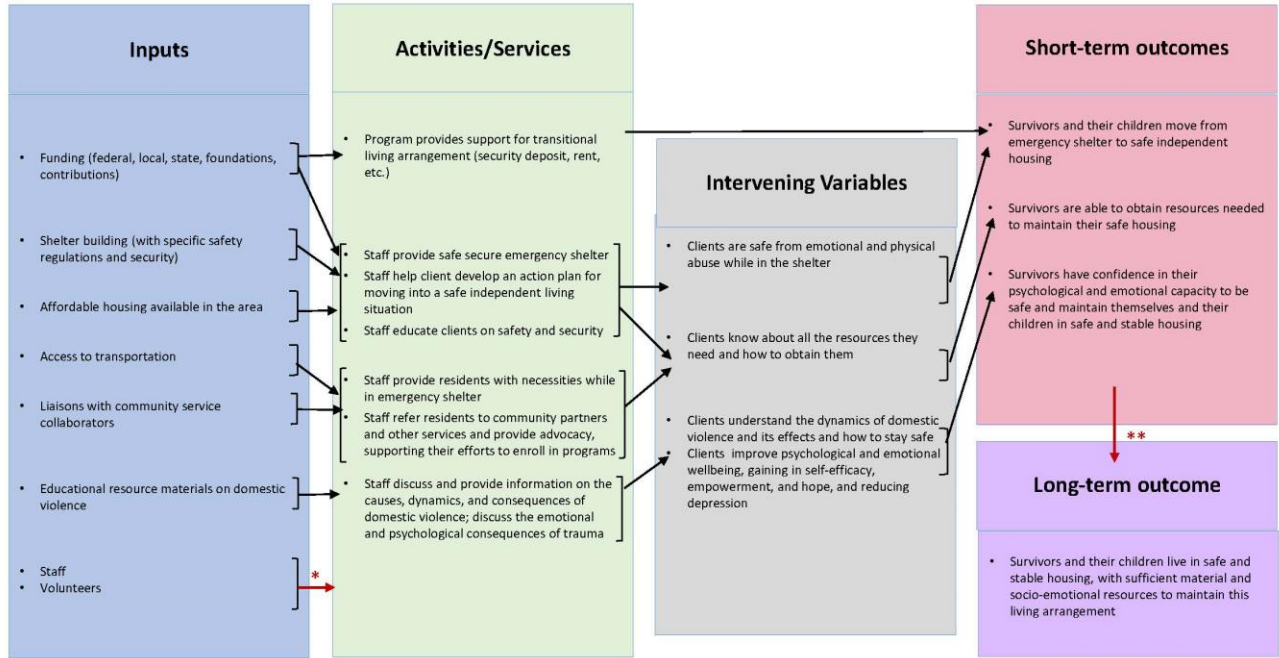 Inputs
• Funding (federal, local, state, foundations,
contributions)
• Shelter building (with specific safety
regulations and security)
• Affordable housing available in the area
• Access to transportation
• Liaisons with community service
collaborators
• Educational resource materials on domestic
violence
• Staff
• Volunteers
*
Activities/Services
• Program provides support for transitional
living arrangement (security deposit, rent,
etc.)
• Staff provide safe secure emergency shelter
• Staff help client develop an action plan for
moving into a safe independent living
situation
• Staff educate clients on safety and security
• Staff provide residents with necessities while
in emergency shelter
• Staff refer residents to community partners
and other services and provide advocacy,
supporting their efforts to enroll in programs
• Staff discuss and provide information on the
causes, dynamics, and consequences of
domestic violence; discuss the emotional
and psychological consequences of trauma
Intervening Variables
• Clients are safe from emotional and physical
abuse while in the shelter
• Clients know about all the resources they
need and how to obtain them
• Clients understand the dynamics of domestic
violence and its effects and how to stay safe
• Clients improve psychological and emotional
wellbeing, gaining in self-efficacy,
empowerment, and hope, and reducing
depression
Short-term outcomes
• Survivors and their children move from
emergency shelter to safe independent
housing
• Survivors are able to obtain resources needed
to maintain their safe housing
• Survivors have confidence in their
psychological and emotional capacity to be
safe and maintain themselves and their
children in safe and stable housing
**
Long-term outcome
• Survivors and their children live in safe and
stable housing, with sufficient material and
socio-emotional resources to maintain this
living arrangement